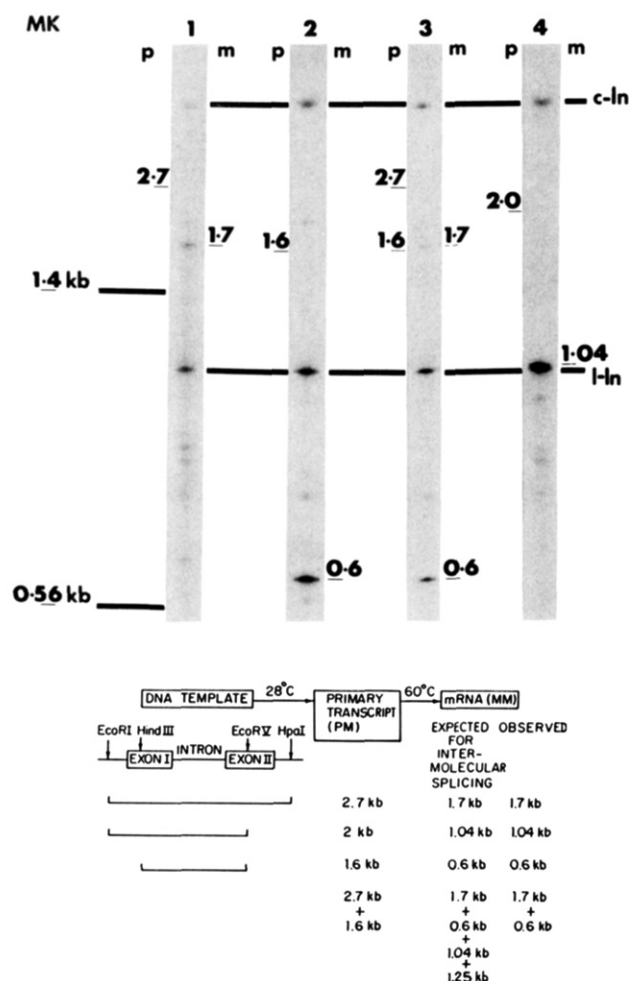 MK 1 2 3 4
p m p m p m p m
c-In
2.7 2.7
2.0
1.7 1.6 1.6 1.7
1.4 kb
1.04
l-In
0.6 0.6
0.56 kb
DNA TEMPLATE 28°C PRIMARY TRANSCRIPT (PM) 60°C mRNA (MM)
EcoRI Hind III EcoRV HpaI
EXON I INTRON EXON II
EXPECTED OBSERVED
FOR
INTER-
MOLECULAR
SPLICING
2.7 kb 1.7 kb 1.7 kb
2 kb 1.04 kb 1.04 kb
1.6 kb 0.6 kb 0.6 kb
2.7 kb 1.7 kb 1.7 kb
+ + +
1.6 kb 0.6 kb 0.6 kb
+
1.04 kb
+
1.25 kb